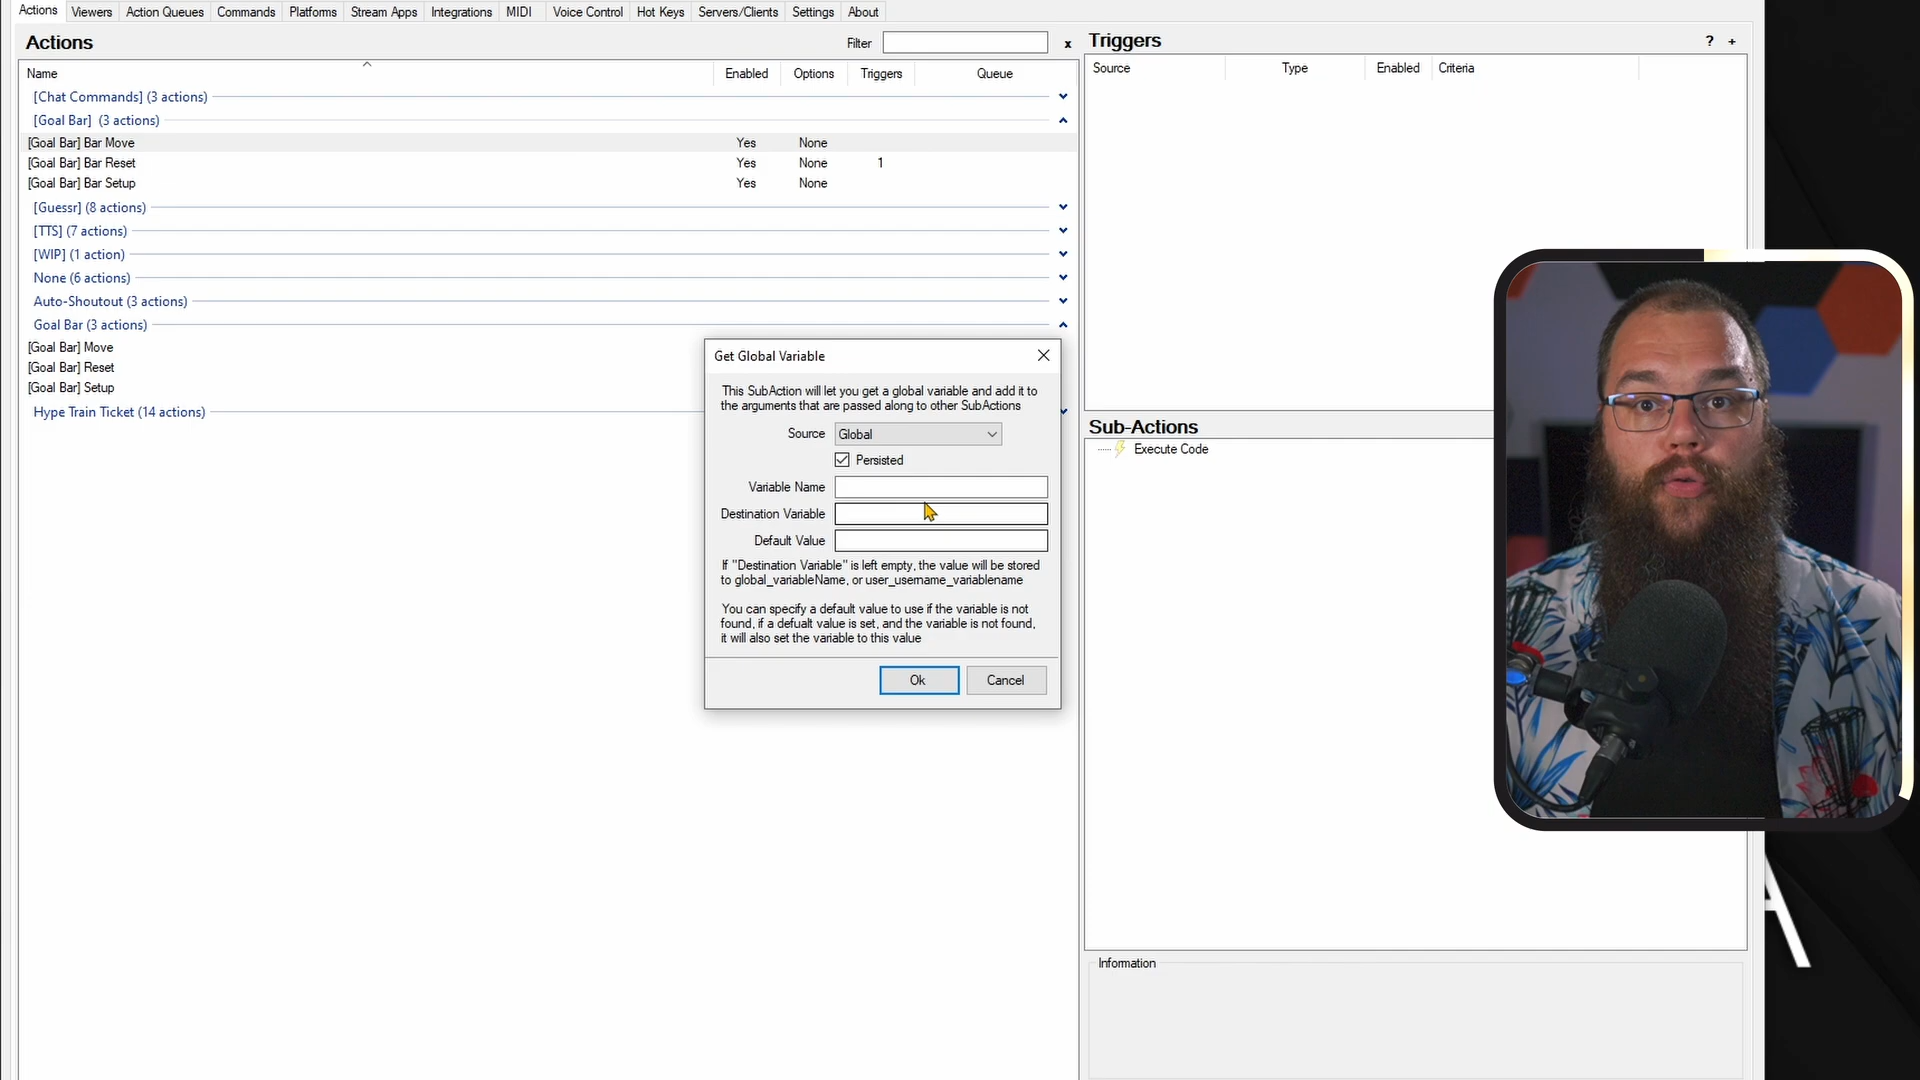 Actions Viewers Action Queues Commands Platforms Stream Apps Integrations MIDI Voice Control Hot Keys Servers/Clients Settings About
Actions
Filter
x
Name Enabled Options Triggers Queue
[Chat Commands] (3 actions)
[Goal Bar] (3 actions)
[Goal Bar] Bar Move Yes None
[Goal Bar] Bar Reset Yes None 1
[Goal Bar] Bar Setup Yes None
[Guessr] (8 actions)
[TTS] (7 actions)
[WIP] (1 action)
None (6 actions)
Auto-Shoutout (3 actions)
Goal Bar (3 actions)
[Goal Bar] Move
[Goal Bar] Reset
[Goal Bar] Setup
Hype Train Ticket (14 actions)
Get Global Variable
This SubAction will let you get a global variable and add it to
the arguments that are passed along to other SubActions
Source Global
Persisted
Variable Name
Destination Variable
Default Value
If "Destination Variable" is left empty, the value will be stored
to global_variableName, or user_username_variablename
You can specify a default value to use if the variable is not
found, if a defuult value is set, and the variable is not found,
it will also set the variable to this value
Ok Cancel
Triggers
? +
Source Type Enabled Criteria
Sub-Actions
Execute Code
Information
A